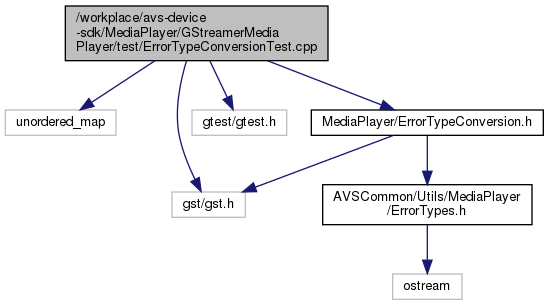 /workplace/avs-device
-sdk/MediaPlayer/GStreamerMedia
Player/test/ErrorTypeConversionTest.cpp
unordered_map
gtest/gtest.h
MediaPlayer/ErrorTypeConversion.h
gst/gst.h
AVSCommon/Utils/MediaPlayer
/ErrorTypes.h
ostream